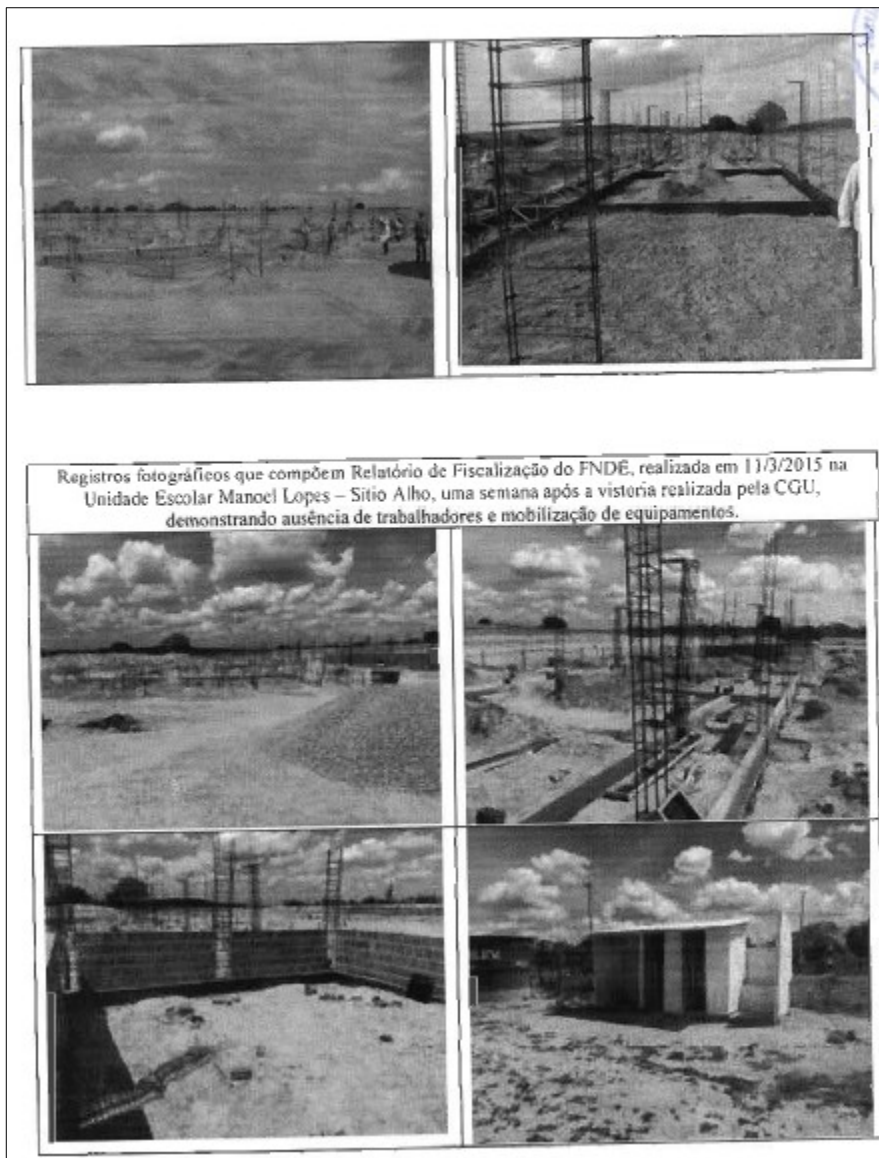 Registros fotográficos que compõem Relatório de Fiscalização do FNDE, realizada em 11/3/2015 na
Unidade Escolar Manoel Lopes – Sítio Alho, uma semana após a vistoria realizada pela CGU,
demonstrando ausência de trabalhadores e mobilização de equipamentos.